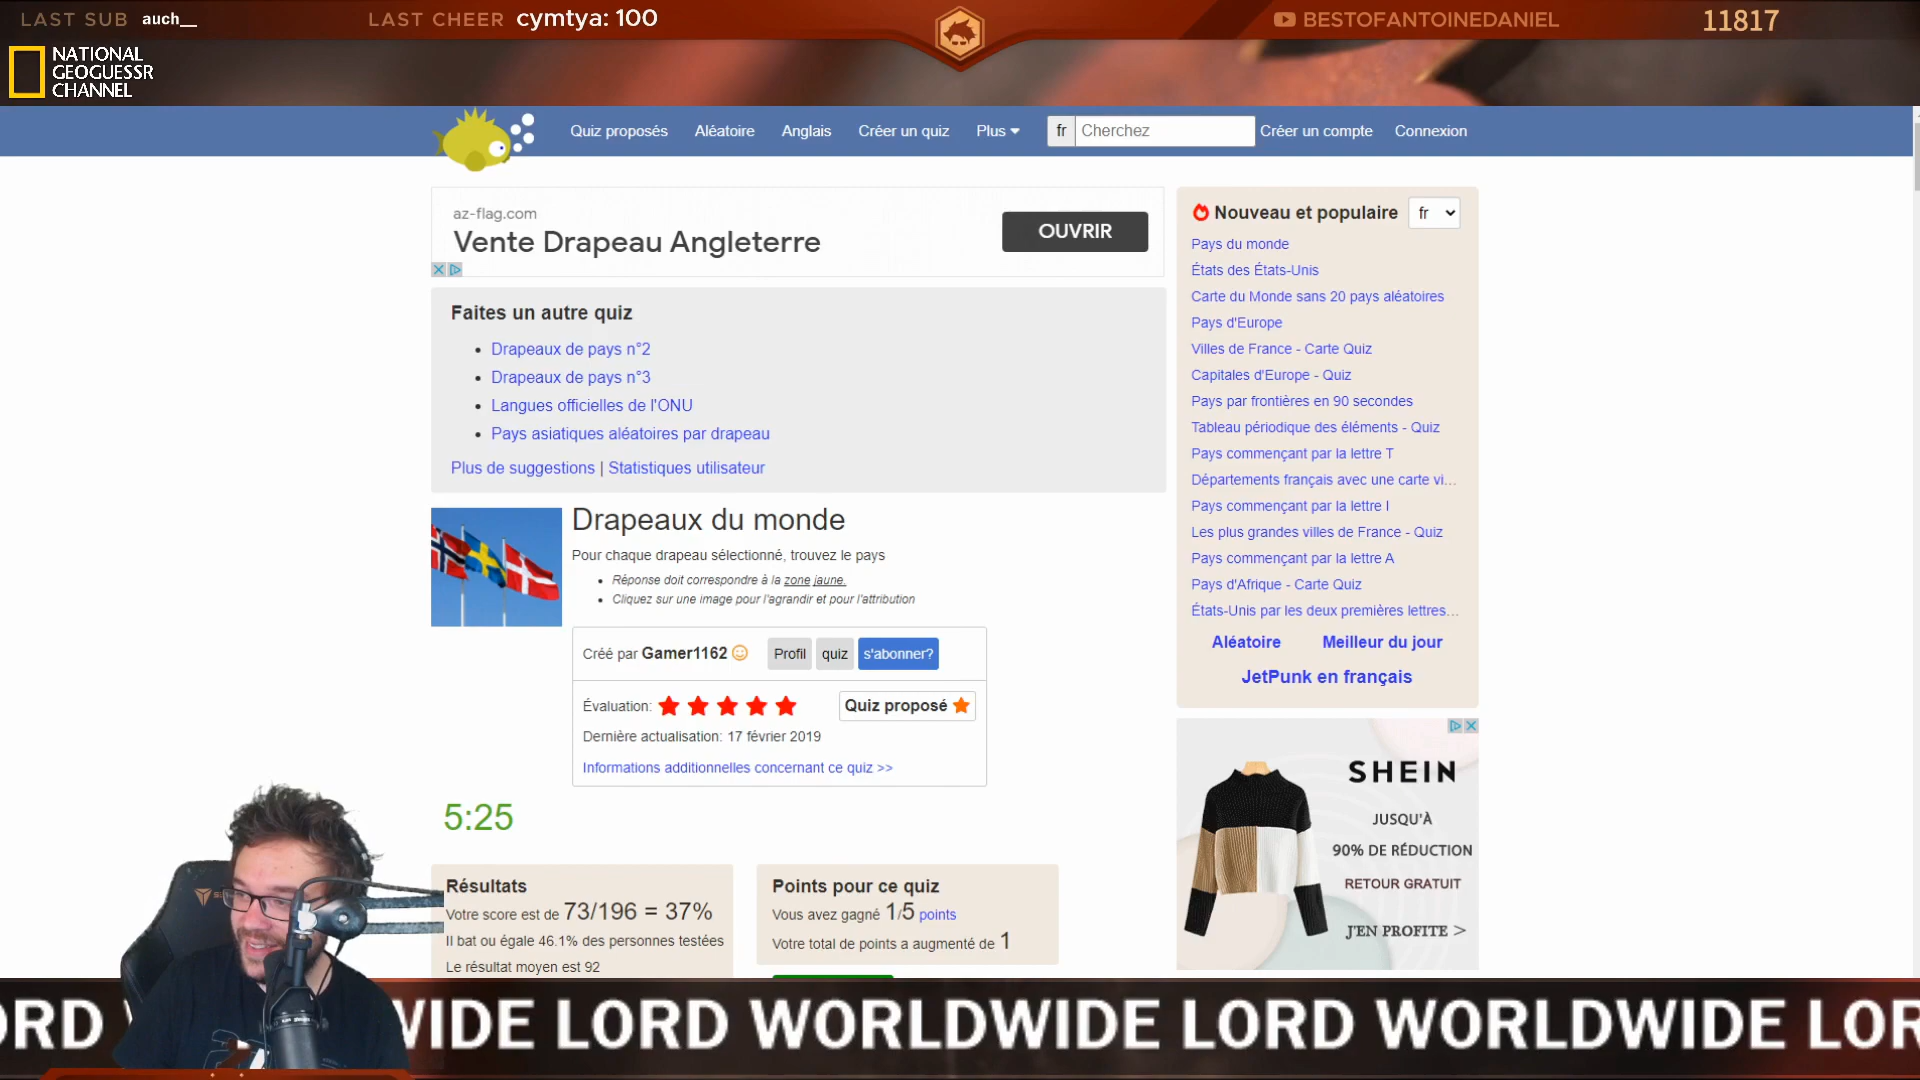 LAST SUB auch__
LAST CHEER cymtya: 100
BESTOFANTOINEDANIEL
11817
NATIONAL
GEOGUESSR
CHANNEL
Quiz proposés
Aléatoire
Anglais
Créer un quiz
Plus
fr
Cherchez
Créer un compte
Connexion
az-flag.com
Vente Drapeau Angleterre
OUVRIR
Faites un autre quiz
• Drapeaux de pays n°2
• Drapeaux de pays n°3
• Langues officielles de l'ONU
• Pays asiatiques aléatoires par drapeau
Plus de suggestions | Statistiques utilisateur
Drapeaux du monde
Pour chaque drapeau sélectionné, trouvez le pays
• Réponse doit correspondre à la zone jaune.
• Cliquez sur une image pour l'agrandir et pour l'attribution
Créé par Gamer1162
Profil
quiz
s'abonner?
Évaluation:
Quiz proposé
Dernière actualisation: 17 février 2019
Informations additionnelles concernant ce quiz >>
5:25
Résultats
Votre score est de 73/196 = 37%
Il bat ou égale 46.1% des personnes testées
Le résultat moyen est 92
Points pour ce quiz
Vous avez gagné 1/5 points
Votre total de points a augmenté de 1
Nouveau et populaire
fr
Pays du monde
États des États-Unis
Carte du Monde sans 20 pays aléatoires
Pays d'Europe
Villes de France - Carte Quiz
Capitales d'Europe - Quiz
Pays par frontières en 90 secondes
Tableau périodique des éléments - Quiz
Pays commençant par la lettre T
Départements français avec une carte vi...
Pays commençant par la lettre I
Les plus grandes villes de France - Quiz
Pays commençant par la lettre A
Pays d'Afrique - Carte Quiz
États-Unis par les deux premières lettres...
Aléatoire
Meilleur du jour
JetPunk en français
SHEIN
JUSQU'À
90% DE RÉDUCTION
RETOUR GRATUIT
J'EN PROFITE >
ORD WIDE LORD WORLDWIDE LORD WORLDWIDE LOR